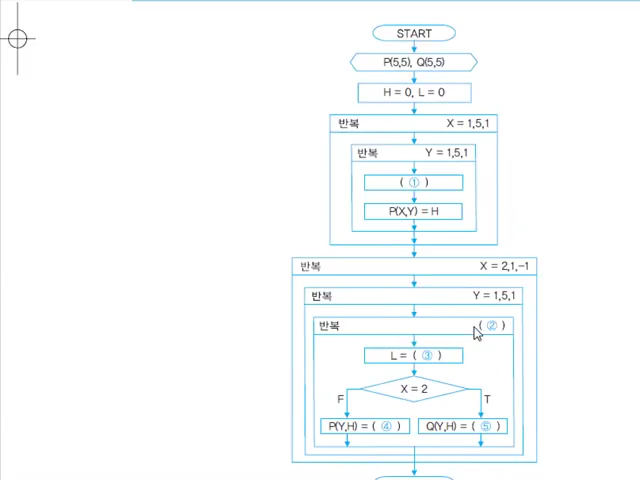 START
P(5,5), Q(5,5)
H = 0, L = 0
반복 X = 1,5,1
반복 Y = 1,5,1
( ① )
P(X,Y) = H
반복 X = 2,1,-1
반복 Y = 1,5,1
반복 ( ② )
L = ( ③ )
X = 2
F T
P(Y,H) = ( ④ ) Q(Y,H) = ( ⑤ )